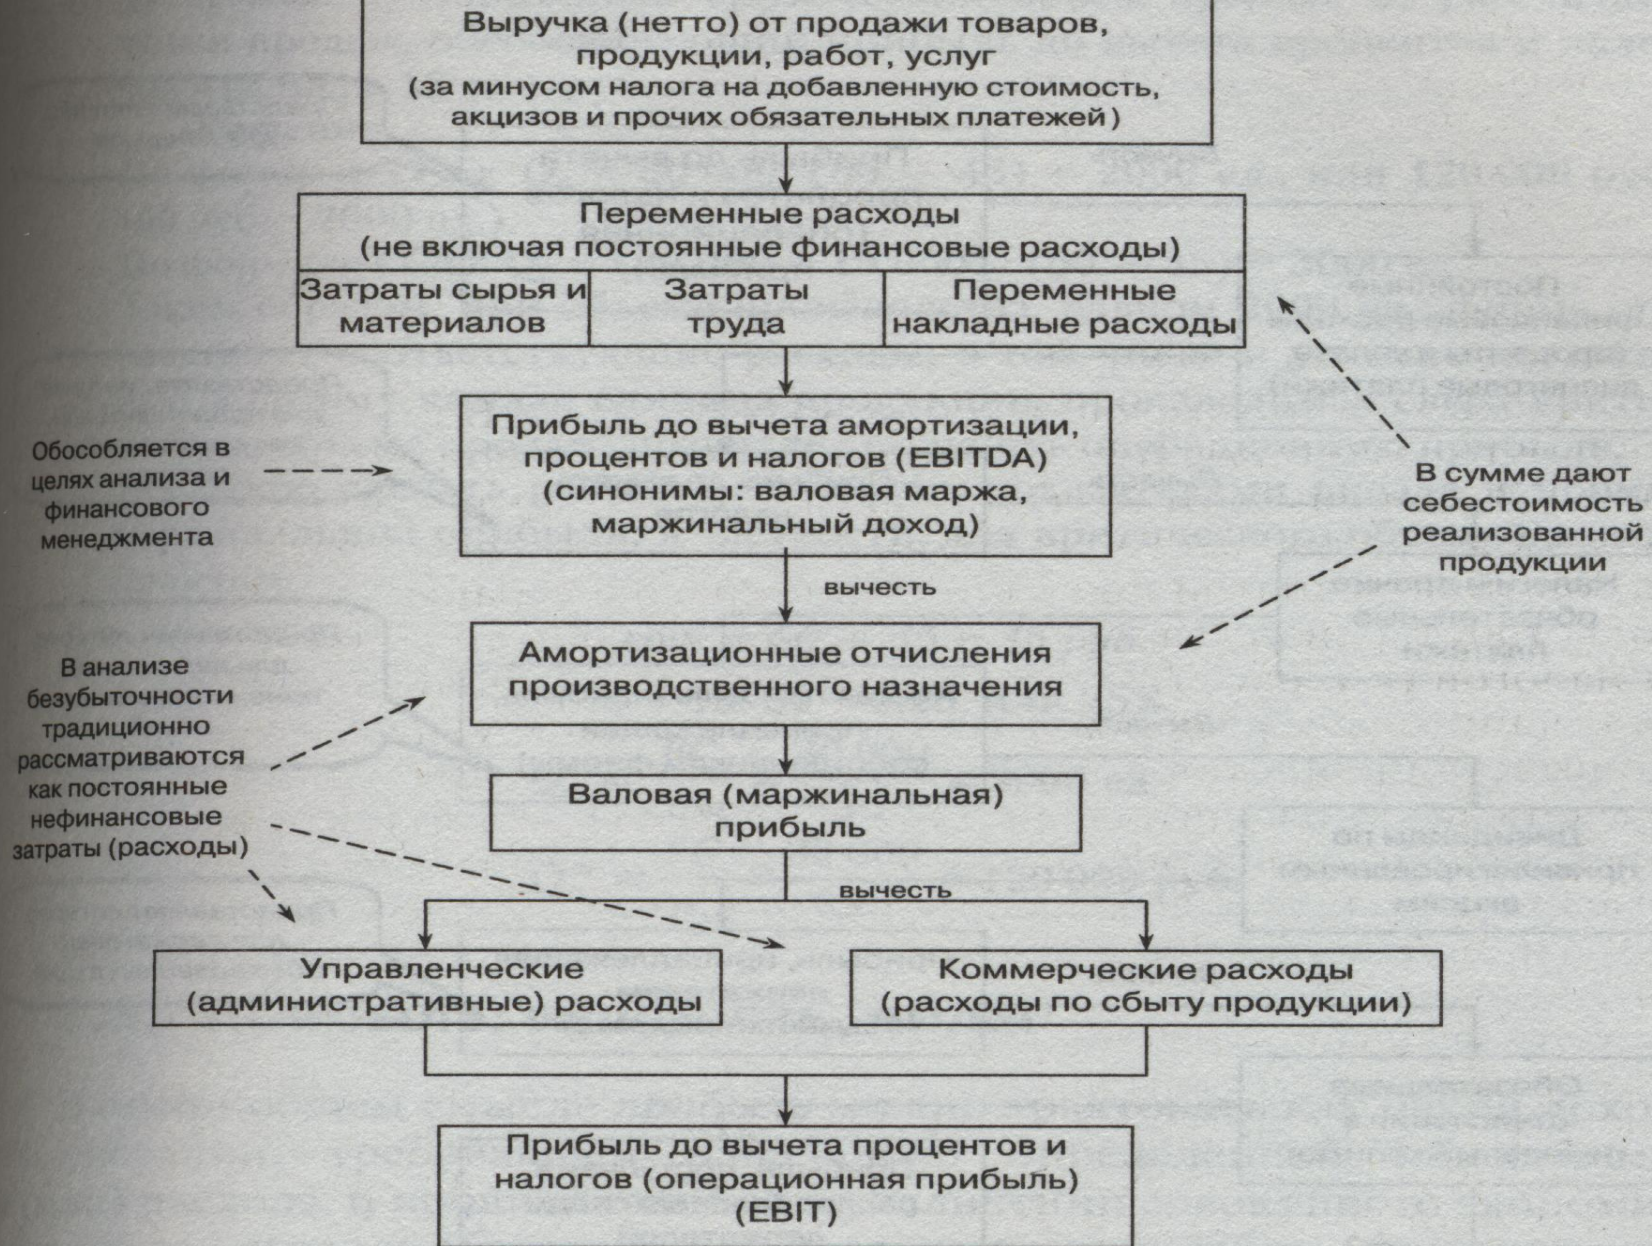 Выручка (нетто) от продажи товаров,
продукции, работ, услуг
(за минусом налога на добавленную стоимость,
акцизов и прочих обязательных платежей)
Переменные расходы
(не включая постоянные финансовые расходы)
Затраты сырья и
материалов
Затраты
труда
Переменные
накладные расходы
Прибыль до вычета амортизации,
процентов и налогов (EBITDA)
(синонимы: валовая маржа,
маржинальный доход)
Обособляется в
целях анализа и
финансового
менеджмента
В сумме дают
себестоимость
реализованной
продукции
вычесть
Амортизационные отчисления
производственного назначения
В анализе
безубыточности
традиционно
рассматриваются
как постоянные
нефинансовые
затраты (расходы)
Валовая (маржинальная)
прибыль
вычесть
Управленческие
(административные) расходы
Коммерческие расходы
(расходы по сбыту продукции)
Прибыль до вычета процентов и
налогов (операционная прибыль)
(EBIT)